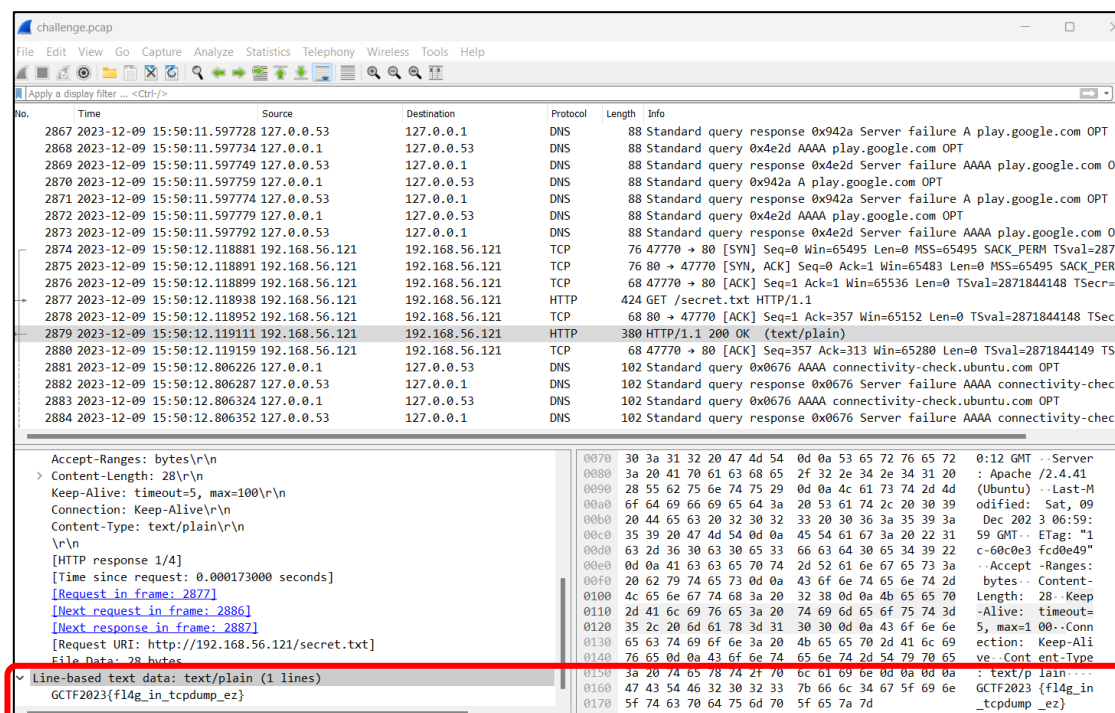 challenge.pcap
File Edit View Go Capture Analyze Statistics Telephony Wireless Tools Help
Apply a display filter ... <Ctrl-/>
No. Time Source Destination Protocol Length Info
2867 2023-12-09 15:50:11.597728 127.0.0.53 127.0.0.1 DNS 88 Standard query response 0x942a Server failure A play.google.com OPT
2868 2023-12-09 15:50:11.597734 127.0.0.1 127.0.0.53 DNS 88 Standard query 0x4e2d AAAA play.google.com OPT
2869 2023-12-09 15:50:11.597749 127.0.0.53 127.0.0.1 DNS 88 Standard query response 0x4e2d Server failure AAAA play.google.com O
2870 2023-12-09 15:50:11.597759 127.0.0.1 127.0.0.53 DNS 88 Standard query 0x942a A play.google.com OPT
2871 2023-12-09 15:50:11.597774 127.0.0.53 127.0.0.1 DNS 88 Standard query response 0x942a Server failure A play.google.com OPT
2872 2023-12-09 15:50:11.597779 127.0.0.1 127.0.0.53 DNS 88 Standard query 0x4e2d AAAA play.google.com OPT
2873 2023-12-09 15:50:11.597792 127.0.0.53 127.0.0.1 DNS 88 Standard query response 0x4e2d Server failure AAAA play.google.com O
2874 2023-12-09 15:50:12.118881 192.168.56.121 192.168.56.121 TCP 76 47770 → 80 [SYN] Seq=0 Win=65495 Len=0 MSS=65495 SACK_PERM TSval=287
2875 2023-12-09 15:50:12.118891 192.168.56.121 192.168.56.121 TCP 76 80 → 47770 [SYN, ACK] Seq=0 Ack=1 Win=65483 Len=0 MSS=65495 SACK_PER
2876 2023-12-09 15:50:12.118899 192.168.56.121 192.168.56.121 TCP 68 47770 → 80 [ACK] Seq=1 Ack=1 Win=65536 Len=0 TSval=2871844148 TSecr=
2877 2023-12-09 15:50:12.118938 192.168.56.121 192.168.56.121 HTTP 424 GET /secret.txt HTTP/1.1
2878 2023-12-09 15:50:12.118952 192.168.56.121 192.168.56.121 TCP 68 80 → 47770 [ACK] Seq=1 Ack=357 Win=65152 Len=0 TSval=2871844148 TSec
2879 2023-12-09 15:50:12.119111 192.168.56.121 192.168.56.121 HTTP 380 HTTP/1.1 200 OK (text/plain)
2880 2023-12-09 15:50:12.119159 192.168.56.121 192.168.56.121 TCP 68 47770 → 80 [ACK] Seq=357 Ack=313 Win=65280 Len=0 TSval=2871844149 TS
2881 2023-12-09 15:50:12.806226 127.0.0.1 127.0.0.53 DNS 102 Standard query 0x0676 AAAA connectivity-check.ubuntu.com OPT
2882 2023-12-09 15:50:12.806287 127.0.0.53 127.0.0.1 DNS 102 Standard query response 0x0676 Server failure AAAA connectivity-chec
2883 2023-12-09 15:50:12.806324 127.0.0.1 127.0.0.53 DNS 102 Standard query 0x0676 AAAA connectivity-check.ubuntu.com OPT
2884 2023-12-09 15:50:12.806352 127.0.0.53 127.0.0.1 DNS 102 Standard query response 0x0676 Server failure AAAA connectivity-chec
Accept-Ranges: bytes\r\n
> Content-Length: 28\r\n
Keep-Alive: timeout=5, max=100\r\n
Connection: Keep-Alive\r\n
Content-Type: text/plain\r\n
\r\n
[HTTP response 1/4]
[Time since request: 0.000173000 seconds]
[Request in frame: 2877]
[Next request in frame: 2886]
[Next response in frame: 2887]
[Request URI: http://192.168.56.121/secret.txt]
File Data: 28 bytes
Line-based text data: text/plain (1 lines)
GCTF2023{fl4g_in_tcpdump_ez}
0070 30 3a 31 32 20 47 4d 54 0d 0a 53 65 72 76 65 72 0:12 GMT ··Server
0080 3a 20 41 70 61 63 68 65 2f 32 2e 34 2e 34 31 20 : Apache /2.4.41
0090 28 55 62 75 6e 74 75 29 0d 0a 4c 61 73 74 2d 4d (Ubuntu) ··Last-M
00a0 6f 64 69 66 69 65 64 3a 20 53 61 74 2c 20 30 39 odified: Sat, 09
00b0 20 44 65 63 20 32 30 32 33 20 30 36 3a 35 39 3a Dec 202 3 06:59:
00c0 35 39 20 47 4d 54 0d 0a 45 54 61 67 3a 20 22 31 59 GMT·· ETag: "1
00d0 63 2d 36 30 63 30 65 33 66 63 64 30 65 34 39 22 c-60c0e3 fcd0e49"
00e0 0d 0a 41 63 63 65 70 74 2d 52 61 6e 67 65 73 3a ··Accept -Ranges:
00f0 20 62 79 74 65 73 0d 0a 43 6f 6e 74 65 6e 74 2d bytes·· Content-
0100 4c 65 6e 67 74 68 3a 20 32 38 0d 0a 4b 65 65 70 Length: 28··Keep
0110 2d 41 6c 69 76 65 3a 20 74 69 6d 65 6f 75 74 3d -Alive: timeout=
0120 35 2c 20 6d 61 78 3d 31 30 30 0d 0a 43 6f 6e 6e 5, max=1 00··Conn
0130 65 63 74 69 6f 6e 3a 20 4b 65 65 70 2d 41 6c 69 ection: Keep-Ali
0140 76 65 0d 0a 43 6f 6e 74 65 6e 74 2d 54 79 70 65 ve··Cont ent-Type
0150 3a 20 74 65 78 74 2f 70 6c 61 69 6e 0d 0a 0d 0a : text/p lain····
0160 47 43 54 46 32 30 32 33 7b 66 6c 34 67 5f 69 6e GCTF2023 {fl4g_in
0170 5f 74 63 70 64 75 6d 70 5f 65 7a 7d _tcpdump _ez}